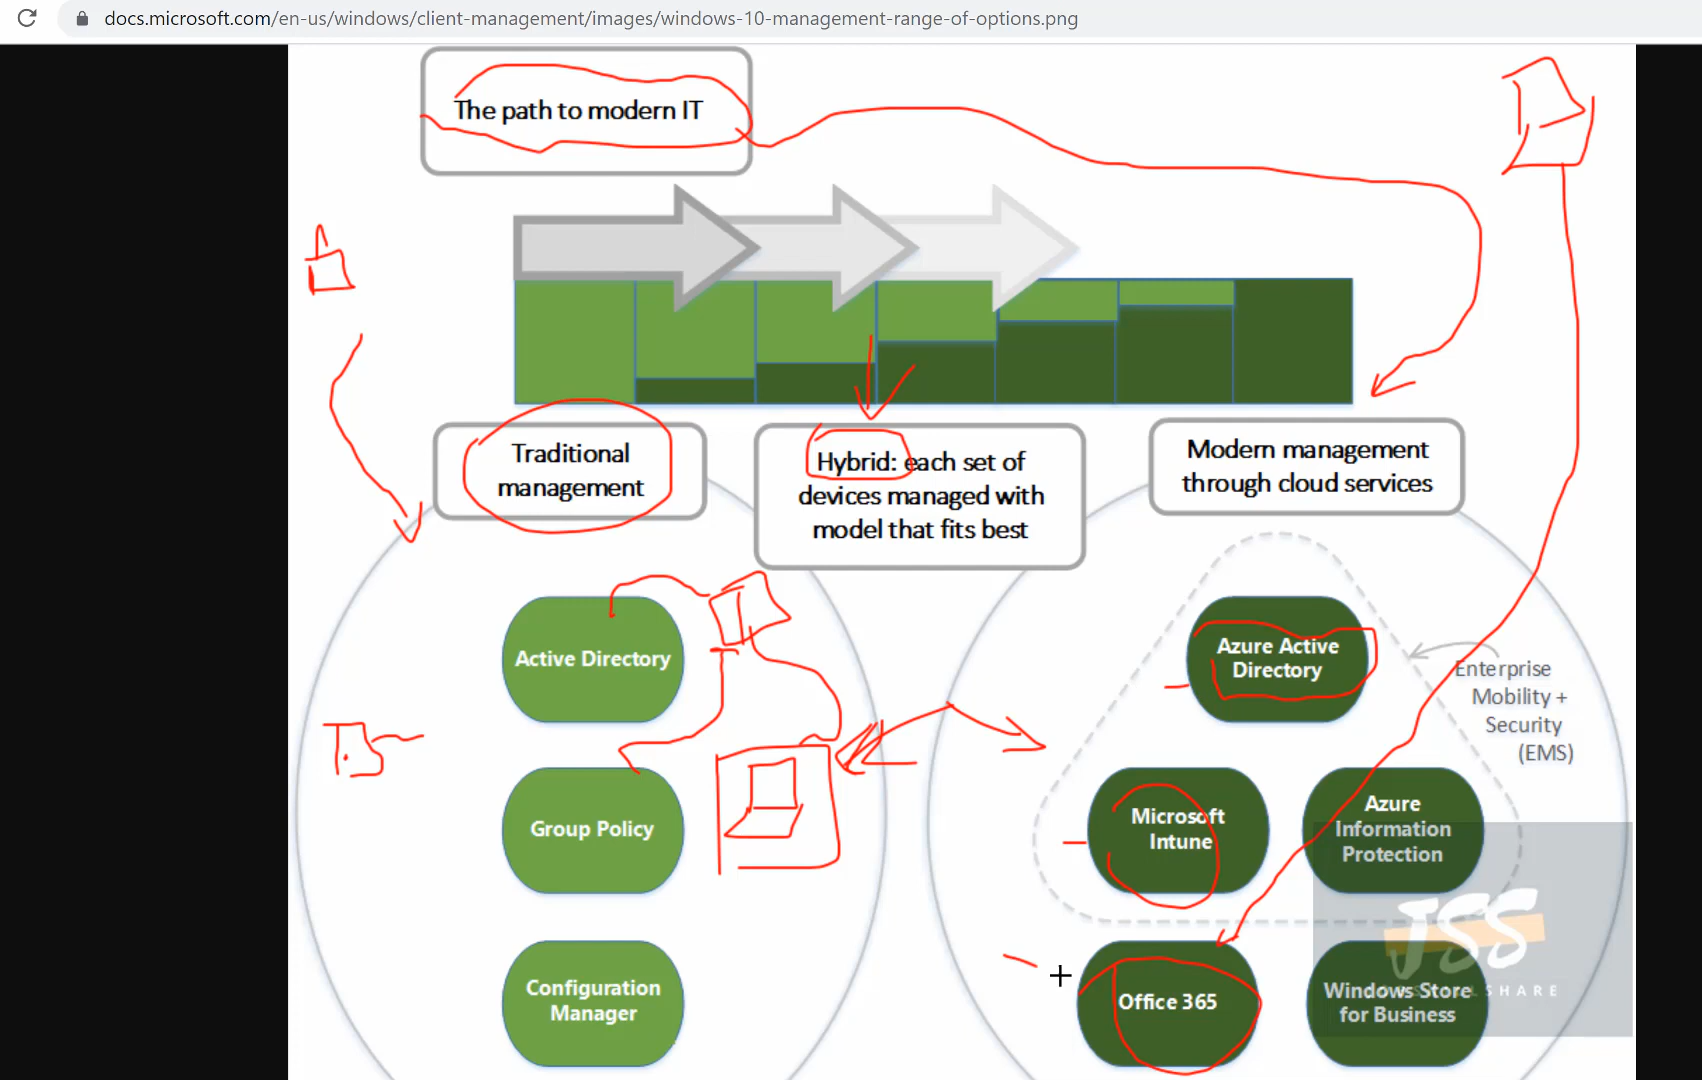 docs.microsoft.com/en-us/windows/client-management/images/windows-10-management-range-of-options.png
The path to modern IT
Traditional
management
Hybrid: each set of
devices managed with
model that fits best
Modern management
through cloud services
Active Directory
Group Policy
Configuration
Manager
Azure Active
Directory
Enterprise
Mobility +
Security
(EMS)
Microsoft
Intune
Azure
Information
Protection
Office 365
Windows Store
for Business
JSS
SHARE